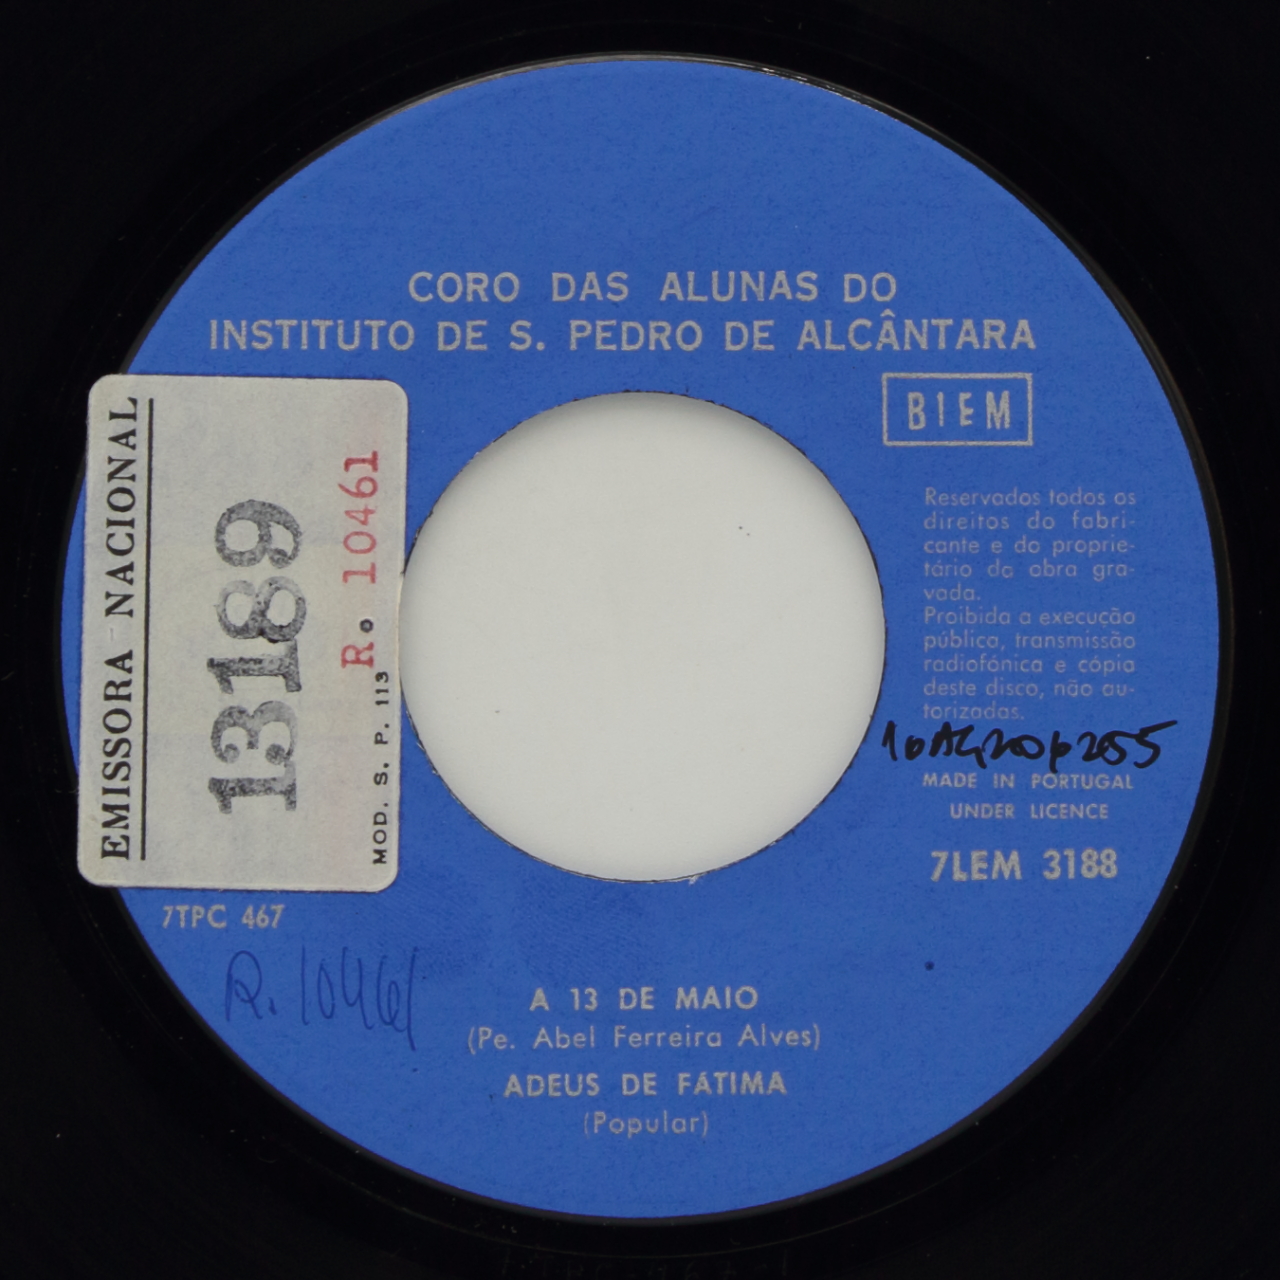 CORO DAS ALUNAS DO
INSTITUTO DE S. PEDRO DE ALCÂNTARA
BIEM
EMISSORA NACIONAL
13189
R. 10461
MOD. S. P. 113
Reservados todos os
direitos do fabri-
cante e do proprie-
tário da obra gra-
vada.
Proibida a execução
pública, transmissão
radiofónica e cópia
deste disco, não au-
torizadas.
MADE IN PORTUGAL
UNDER LICENCE
7LEM 3188
7TPC 467
R. 10461
A 13 DE MAIO
(Pe. Abel Ferreira Alves)
ADEUS DE FÁTIMA
(Popular)